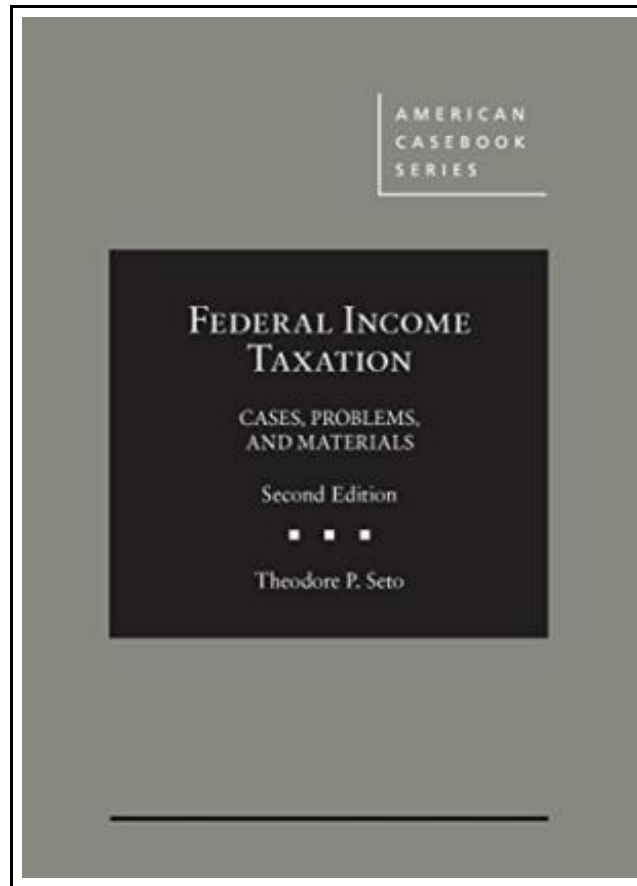 AMERICAN
CASEBOOK
SERIES
FEDERAL INCOME
TAXATION
CASES, PROBLEMS,
AND MATERIALS
Second Edition
Theodore P. Seto